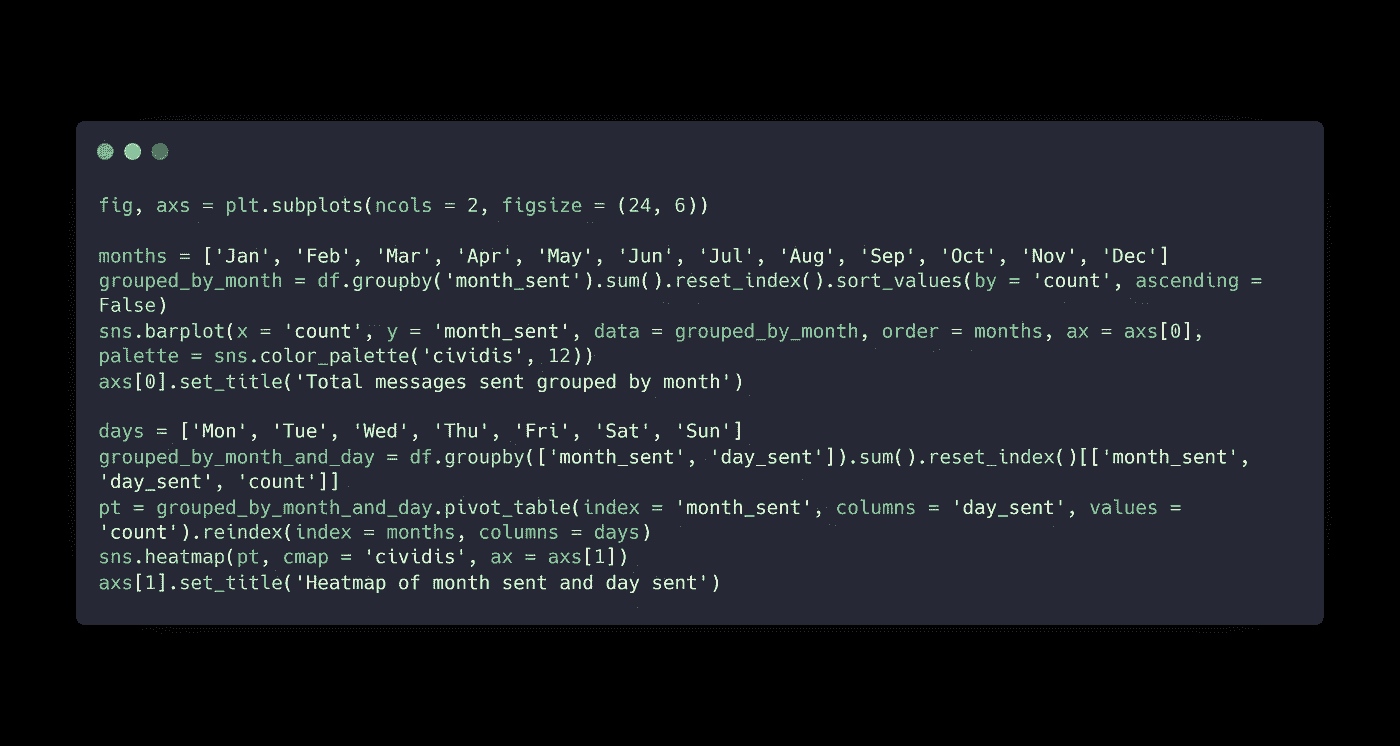 fig, axs = plt.subplots(ncols = 2, figsize = (24, 6))
months = ['Jan', 'Feb', 'Mar', 'Apr', 'May', 'Jun', 'Jul', 'Aug', 'Sep', 'Oct', 'Nov', 'Dec']
grouped_by_month = df.groupby('month_sent').sum().reset_index().sort_values(by = 'count', ascending =
False)
sns.barplot(x = 'count', y = 'month_sent', data = grouped_by_month, order = months, ax = axs[0],
palette = sns.color_palette('cividis', 12))
axs[0].set_title('Total messages sent grouped by month')
days = ['Mon', 'Tue', 'Wed', 'Thu', 'Fri', 'Sat', 'Sun']
grouped_by_month_and_day = df.groupby(['month_sent', 'day_sent']).sum().reset_index()[['month_sent',
'day_sent', 'count']]
pt = grouped_by_month_and_day.pivot_table(index = 'month_sent', columns = 'day_sent', values =
'count').reindex(index = months, columns = days)
sns.heatmap(pt, cmap = 'cividis', ax = axs[1])
axs[1].set_title('Heatmap of month sent and day sent')